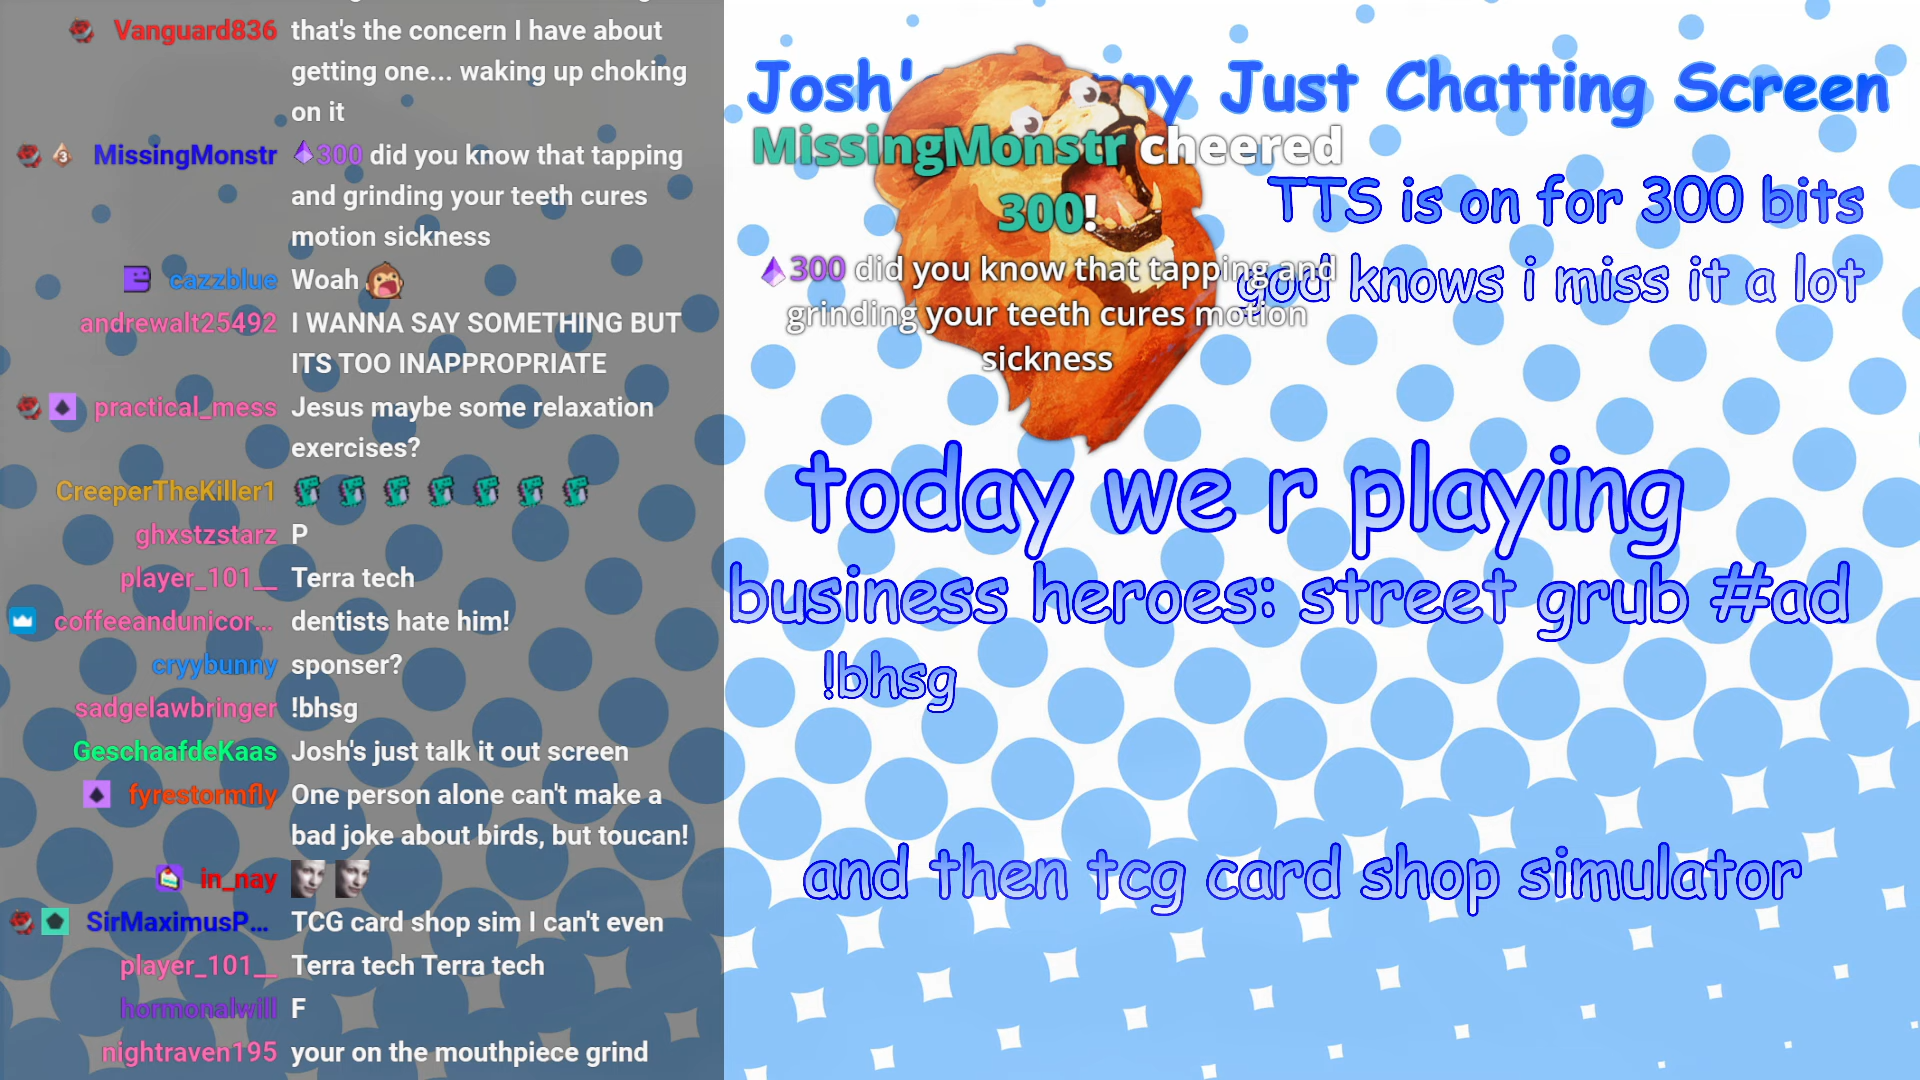 Vanguard836 that's the concern I have about
getting one... waking up choking
on it
3 MissingMonstr 300 did you know that tapping
and grinding your teeth cures
motion sickness
cazzblue Woah
andrewalt25492 I WANNA SAY SOMETHING BUT
ITS TOO INAPPROPRIATE
practical_mess Jesus maybe some relaxation
exercises?
CreeperTheKiller1
ghxstzstarz P
player_101__ Terra tech
coffeeandunicor... dentists hate him!
cryybunny sponser?
sadgelawbringer !bhsg
GeschaafdeKaas Josh's just talk it out screen
fyrestormfly One person alone can't make a
bad joke about birds, but toucan!
in_nay
SirMaximusP... TCG card shop sim I can't even
player_101__ Terra tech Terra tech
hormonalwill F
nightraven195 your on the mouthpiece grind
Just Chatting Screen
MissingMonstr cheered
300!
300 did you know that tapping and
grinding your teeth cures motion
sickness
TTS is on for 300 bits
god knows i miss it a lot
today we r playing
business heroes: street grub #ad
!bhsg
and then tcg card shop simulator